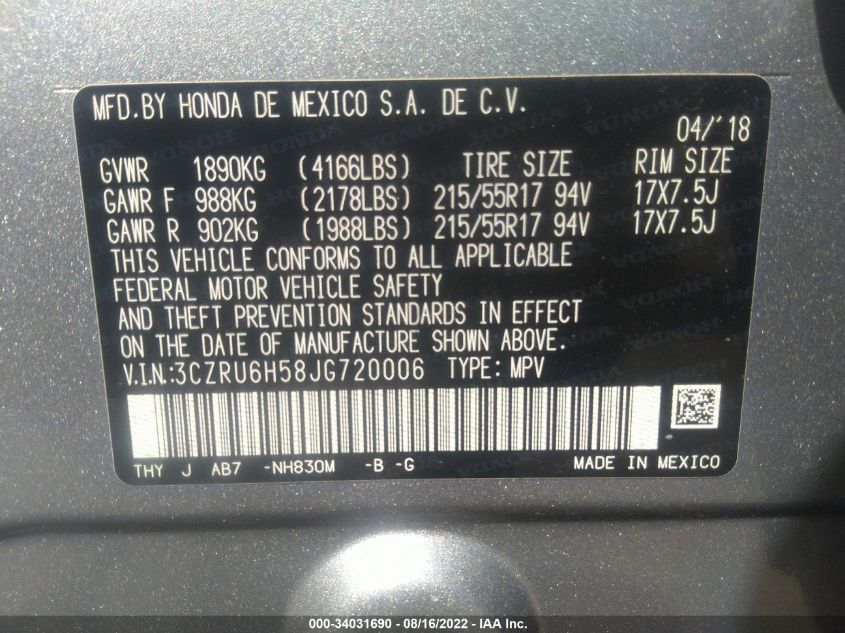 MFD.BY HONDA DE MEXICO S.A. DE C.V.
04/'18
GVWR 1890KG (4166LBS) TIRE SIZE RIM SIZE
GAWR F 988KG (2178LBS) 215/55R17 94V 17X7.5J
GAWR R 902KG (1988LBS) 215/55R17 94V 17X7.5J
THIS VEHICLE CONFORMS TO ALL APPLICABLE
FEDERAL MOTOR VEHICLE SAFETY
AND THEFT PREVENTION STANDARDS IN EFFECT
ON THE DATE OF MANUFACTURE SHOWN ABOVE.
V.I.N.:3CZRU6H58JG720006 TYPE: MPV
THY J AB7 -NH830M -B -G MADE IN MEXICO
000-34031690 - 08/16/2022 - IAA Inc.